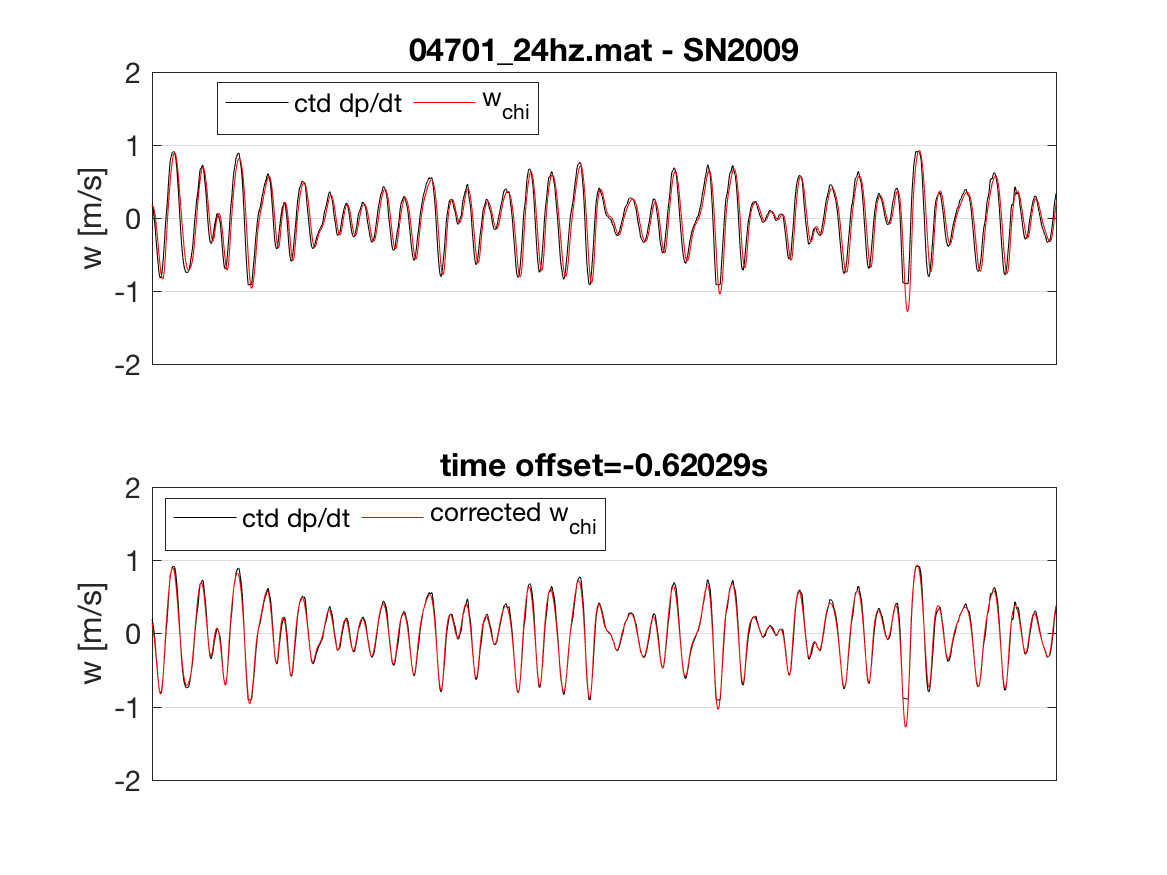 04701_24hz.mat - SN2009
2
ctd dp/dt w_chi
1
w [m/s]
0
-1
-2
time offset=-0.62029s
2
ctd dp/dt corrected w_chi
1
w [m/s]
0
-1
-2